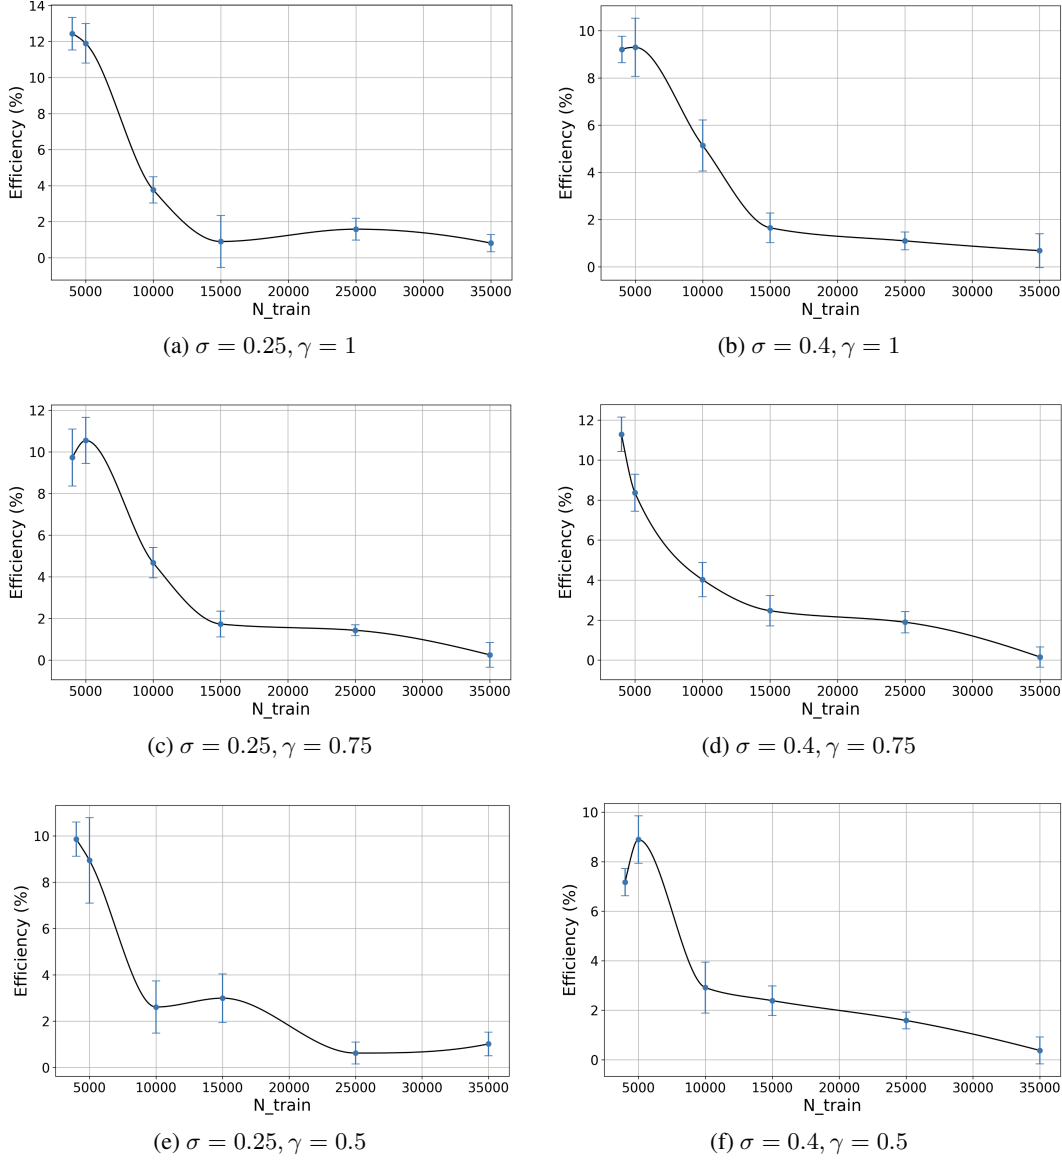 14
12
10
8
6
4
2
0
Efficiency (%)
5000 10000 15000 20000 25000 30000 35000
N_train
(a) σ = 0.25, γ = 1
10
8
6
4
2
0
Efficiency (%)
5000 10000 15000 20000 25000 30000 35000
N_train
(b) σ = 0.4, γ = 1
12
10
8
6
4
2
0
Efficiency (%)
5000 10000 15000 20000 25000 30000 35000
N_train
(c) σ = 0.25, γ = 0.75
12
10
8
6
4
2
0
Efficiency (%)
5000 10000 15000 20000 25000 30000 35000
N_train
(d) σ = 0.4, γ = 0.75
10
8
6
4
2
0
Efficiency (%)
5000 10000 15000 20000 25000 30000 35000
N_train
(e) σ = 0.25, γ = 0.5
10
8
6
4
2
0
Efficiency (%)
5000 10000 15000 20000 25000 30000 35000
N_train
(f) σ = 0.4, γ = 0.5